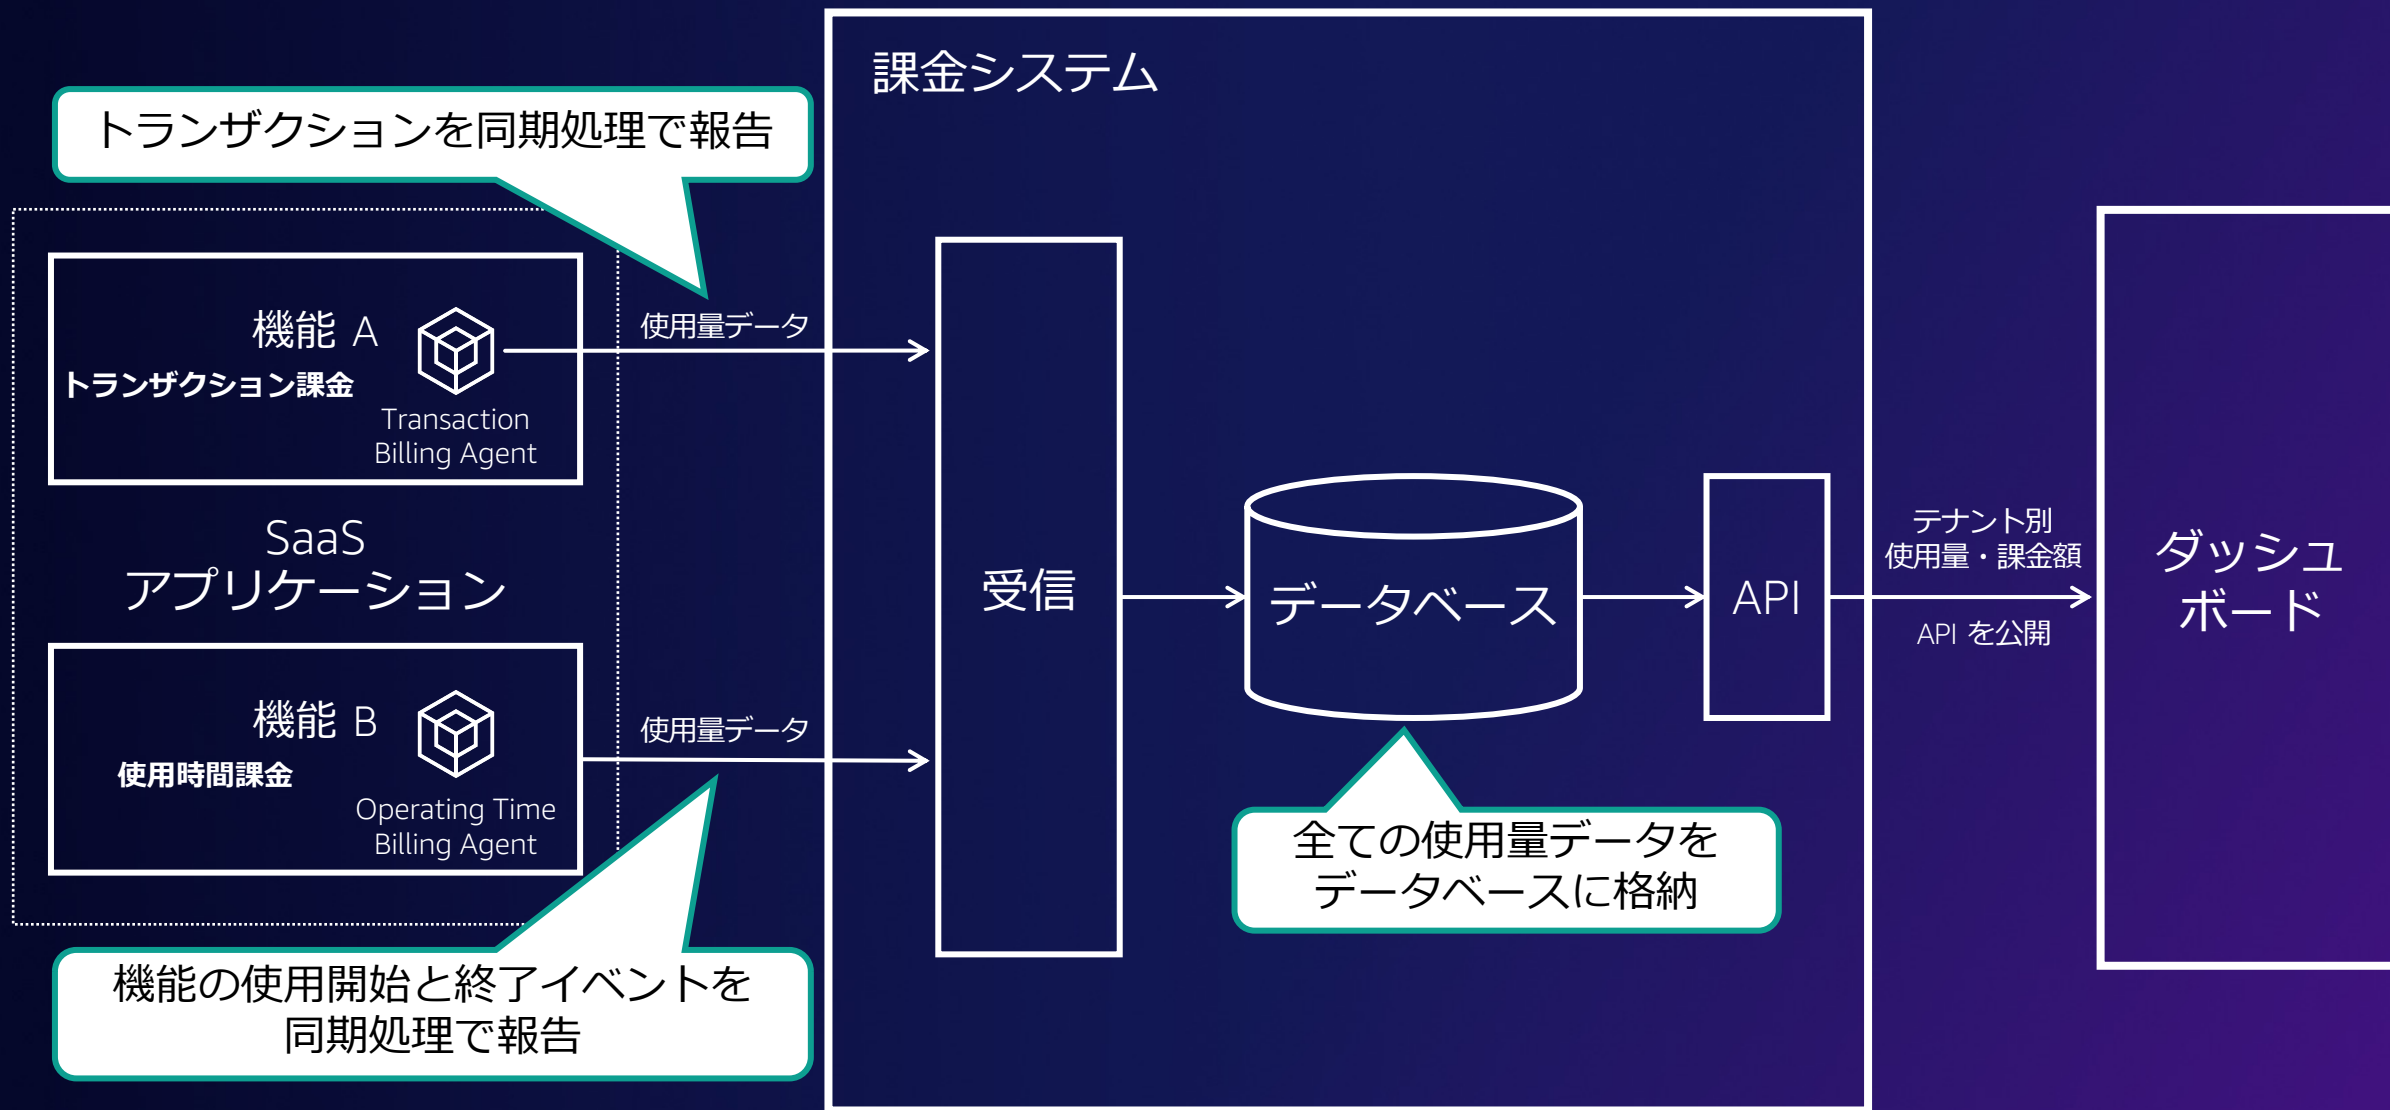 課金システム
トランザクションを同期処理で報告
機能 A
トランザクション課金
Transaction
Billing Agent
使用量データ
SaaS
アプリケーション
機能 B
使用時間課金
Operating Time
Billing Agent
使用量データ
機能の使用開始と終了イベントを
同期処理で報告
受信
データベース
全ての使用量データを
データベースに格納
API
テナント別
使用量・課金額
API を公開
ダッシュ
ボード